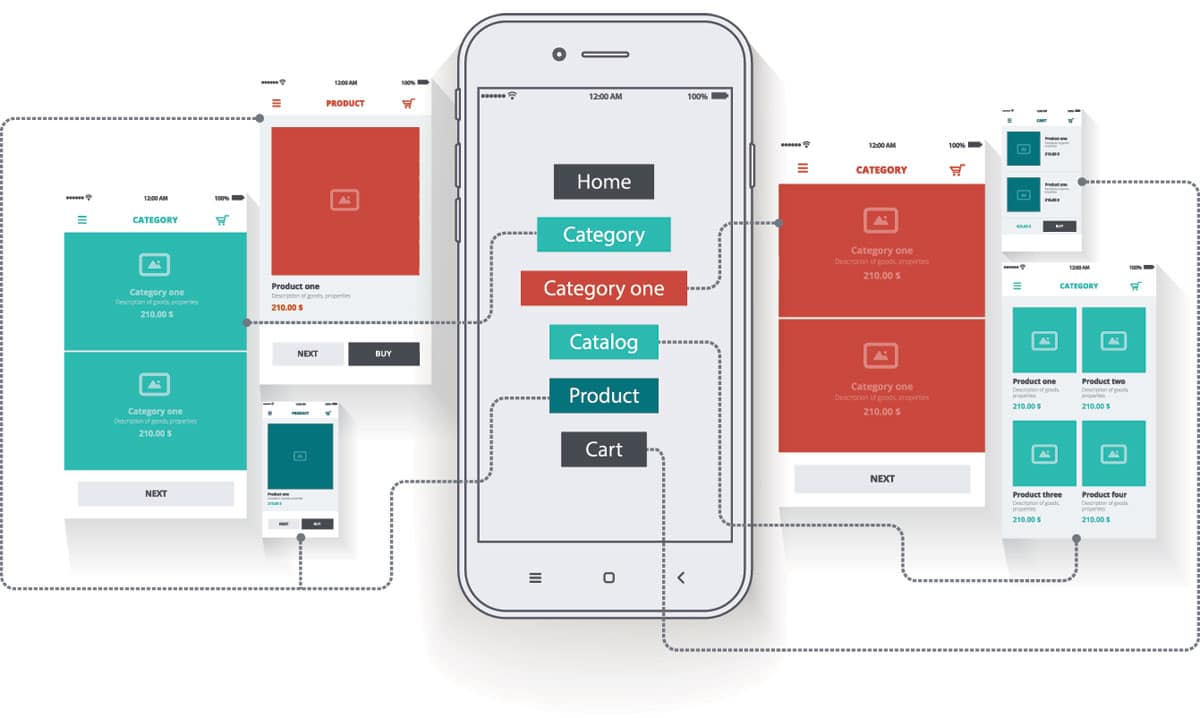 12:00 AM
100%
CATEGORY
Category one
Description of goods, properties
210.00 $
Category one
Description of goods, properties
210.00 $
NEXT
12:00 AM
100%
PRODUCT
Product one
Description of goods, properties
210.00 $
NEXT
BUY
PRODUCT
Product one
NEXT
BUY
12:00 AM
100%
Home
Category
Category one
Catalog
Product
Cart
12:00 AM
100%
CATEGORY
Category one
Description of goods, properties
210.00 $
Category one
Description of goods, properties
210.00 $
NEXT
CART
Product one
210.00 $
Product one
210.00 $
BUY
12:00 AM
100%
CATEGORY
Product one
Description of goods,
properties
210.00 $
Product two
Description of goods,
properties
210.00 $
Product three
Description of goods,
properties
210.00 $
Product four
Description of goods,
properties
210.00 $